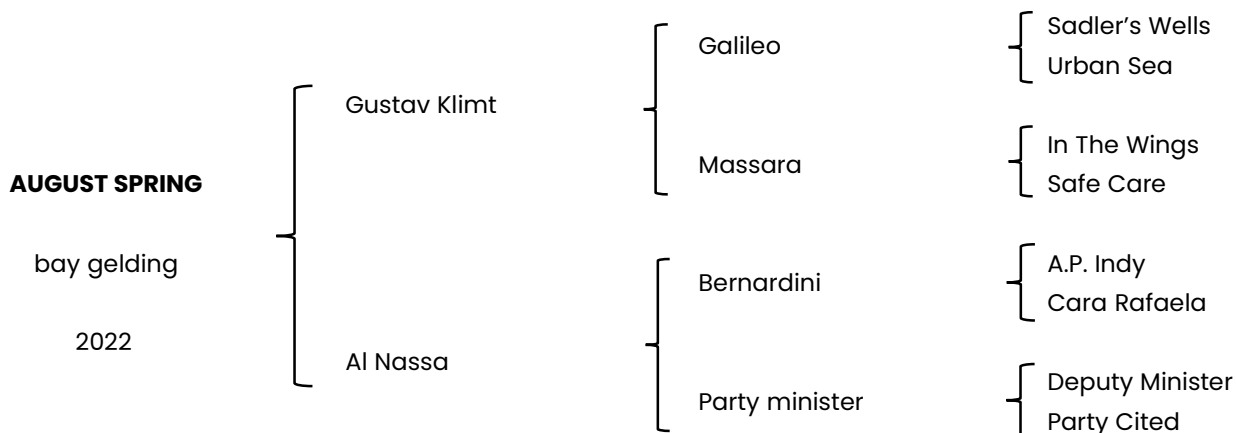 AUGUST SPRING
bay gelding
2022
Gustav Klimt
Al Nassa
Galileo
Massara
Bernardini
Party minister
Sadler’s Wells
Urban Sea
In The Wings
Safe Care
A.P. Indy
Cara Rafaela
Deputy Minister
Party Cited